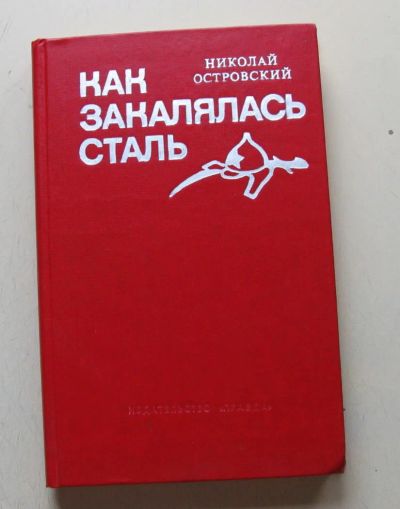 НИКОЛАЙ
ОСТРОВСКИЙ
КАК
ЗАКАЛЯЛАСЬ
СТАЛЬ
ИЗДАТЕЛЬСТВО «ПРАВДА»